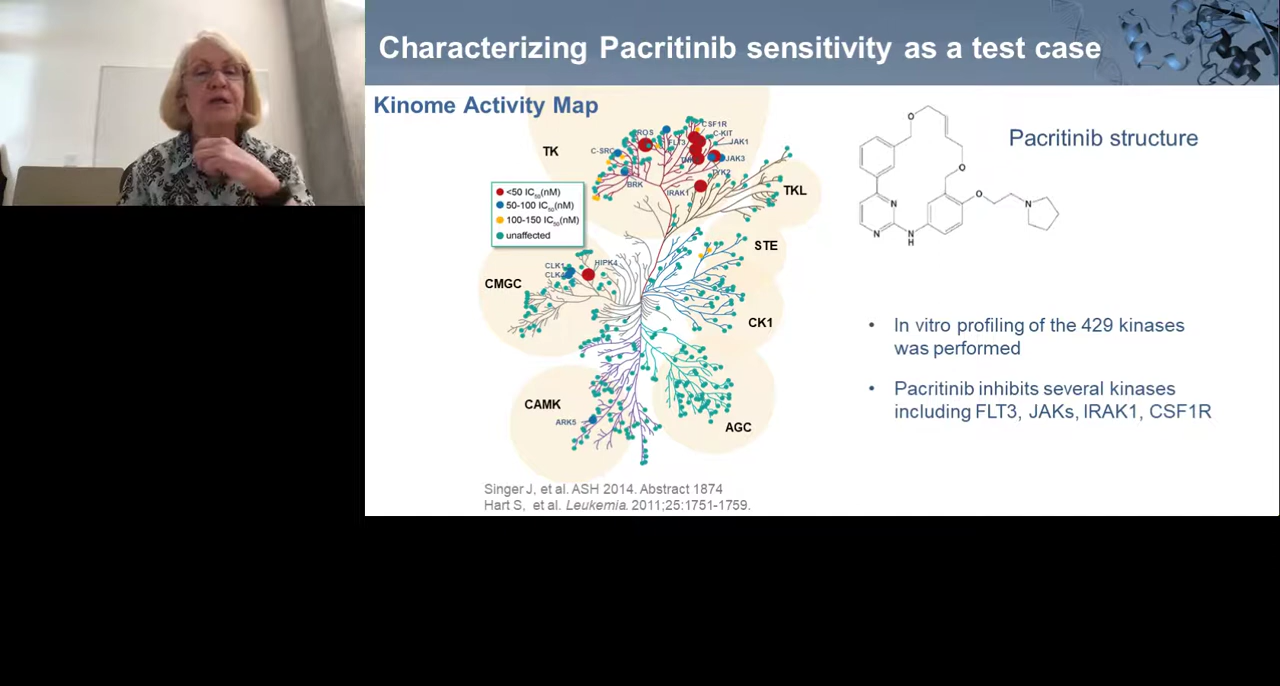 Characterizing Pacritinib sensitivity as a test case
Kinome Activity Map
TK
ROS
FLT3
CSF1R
C-KIT
JAK1
JAK3
TYK2
C-SRC
BRK
IRAK1
TKL
<50 IC50(nM)
50-100 IC50(nM)
100-150 IC50(nM)
unaffected
STE
CLK1
HIPK4
CMGC
CK1
CAMK
ARK5
AGC
Singer J, et al. ASH 2014. Abstract 1874
Hart S, et al. Leukemia. 2011;25:1751-1759.
Pacritinib structure
O
O
O
N
N
N
N
H
• In vitro profiling of the 429 kinases
was performed
• Pacritinib inhibits several kinases
including FLT3, JAKs, IRAK1, CSF1R